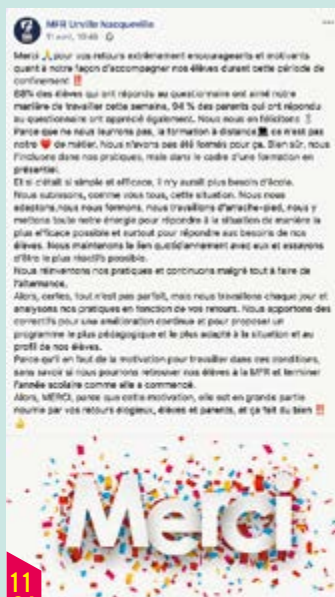 MFR Urville Nacqueville
11 avril, 10:48
Merci 🙏 pour vos retours extrêmement encourageants et motivants
quant à notre façon d'accompagner nos élèves durant cette période de
confinement ‼️
% des élèves qui ont répondu au questionnaire ont aimé notre
manière de travailler cette semaine, 94 % des parents qui ont répondu
au questionnaire ont apprécié également. Nous nous en félicitons
Parce que ne nous leurrons pas, la formation à distance 💻 ce n'est pas
notre ❤️ de métier. Nous n'avons pas été formés pour ça. Bien sûr, nous
l'incluons dans nos pratiques, mais dans le cadre d'une formation en
présentiel.
Et si c'était si simple et efficace, il n'y aurait plus besoin d'école.
Nous subissons, comme vous tous, cette situation. Nous nous
adaptons, nous nous formons, nous travaillons d'arrache-pied, nous y
mettons toute notre énergie pour répondre à la situation de manière la
plus efficace possible et surtout pour répondre aux besoins de nos
élèves. Nous maintenons le lien quotidiennement avec eux et essayons
d'être le plus réactifs possible.
Nous réinventons nos pratiques et continuons malgré tout à faire de
l'alternance.
Alors, certes, tout n'est pas parfait, mais nous travaillons chaque jour et
analysons nos pratiques en fonction de vos retours. Nous apportons des
correctifs pour une amélioration continue et pour proposer un
programme le plus pédagogique et le plus adapté à la situation et au
profil de nos élèves.
Parce qu'il en faut de la motivation pour travailler dans ces conditions,
sans savoir si nous pourrons retrouver nos élèves à la MFR et terminer
l'année scolaire comme elle a commencé.
Alors, MERCI, parce que cette motivation, elle est en grande partie
nourrie par vos retours élogieux, élèves et parents, et ça fait du bien ‼️
👍
Merci
11